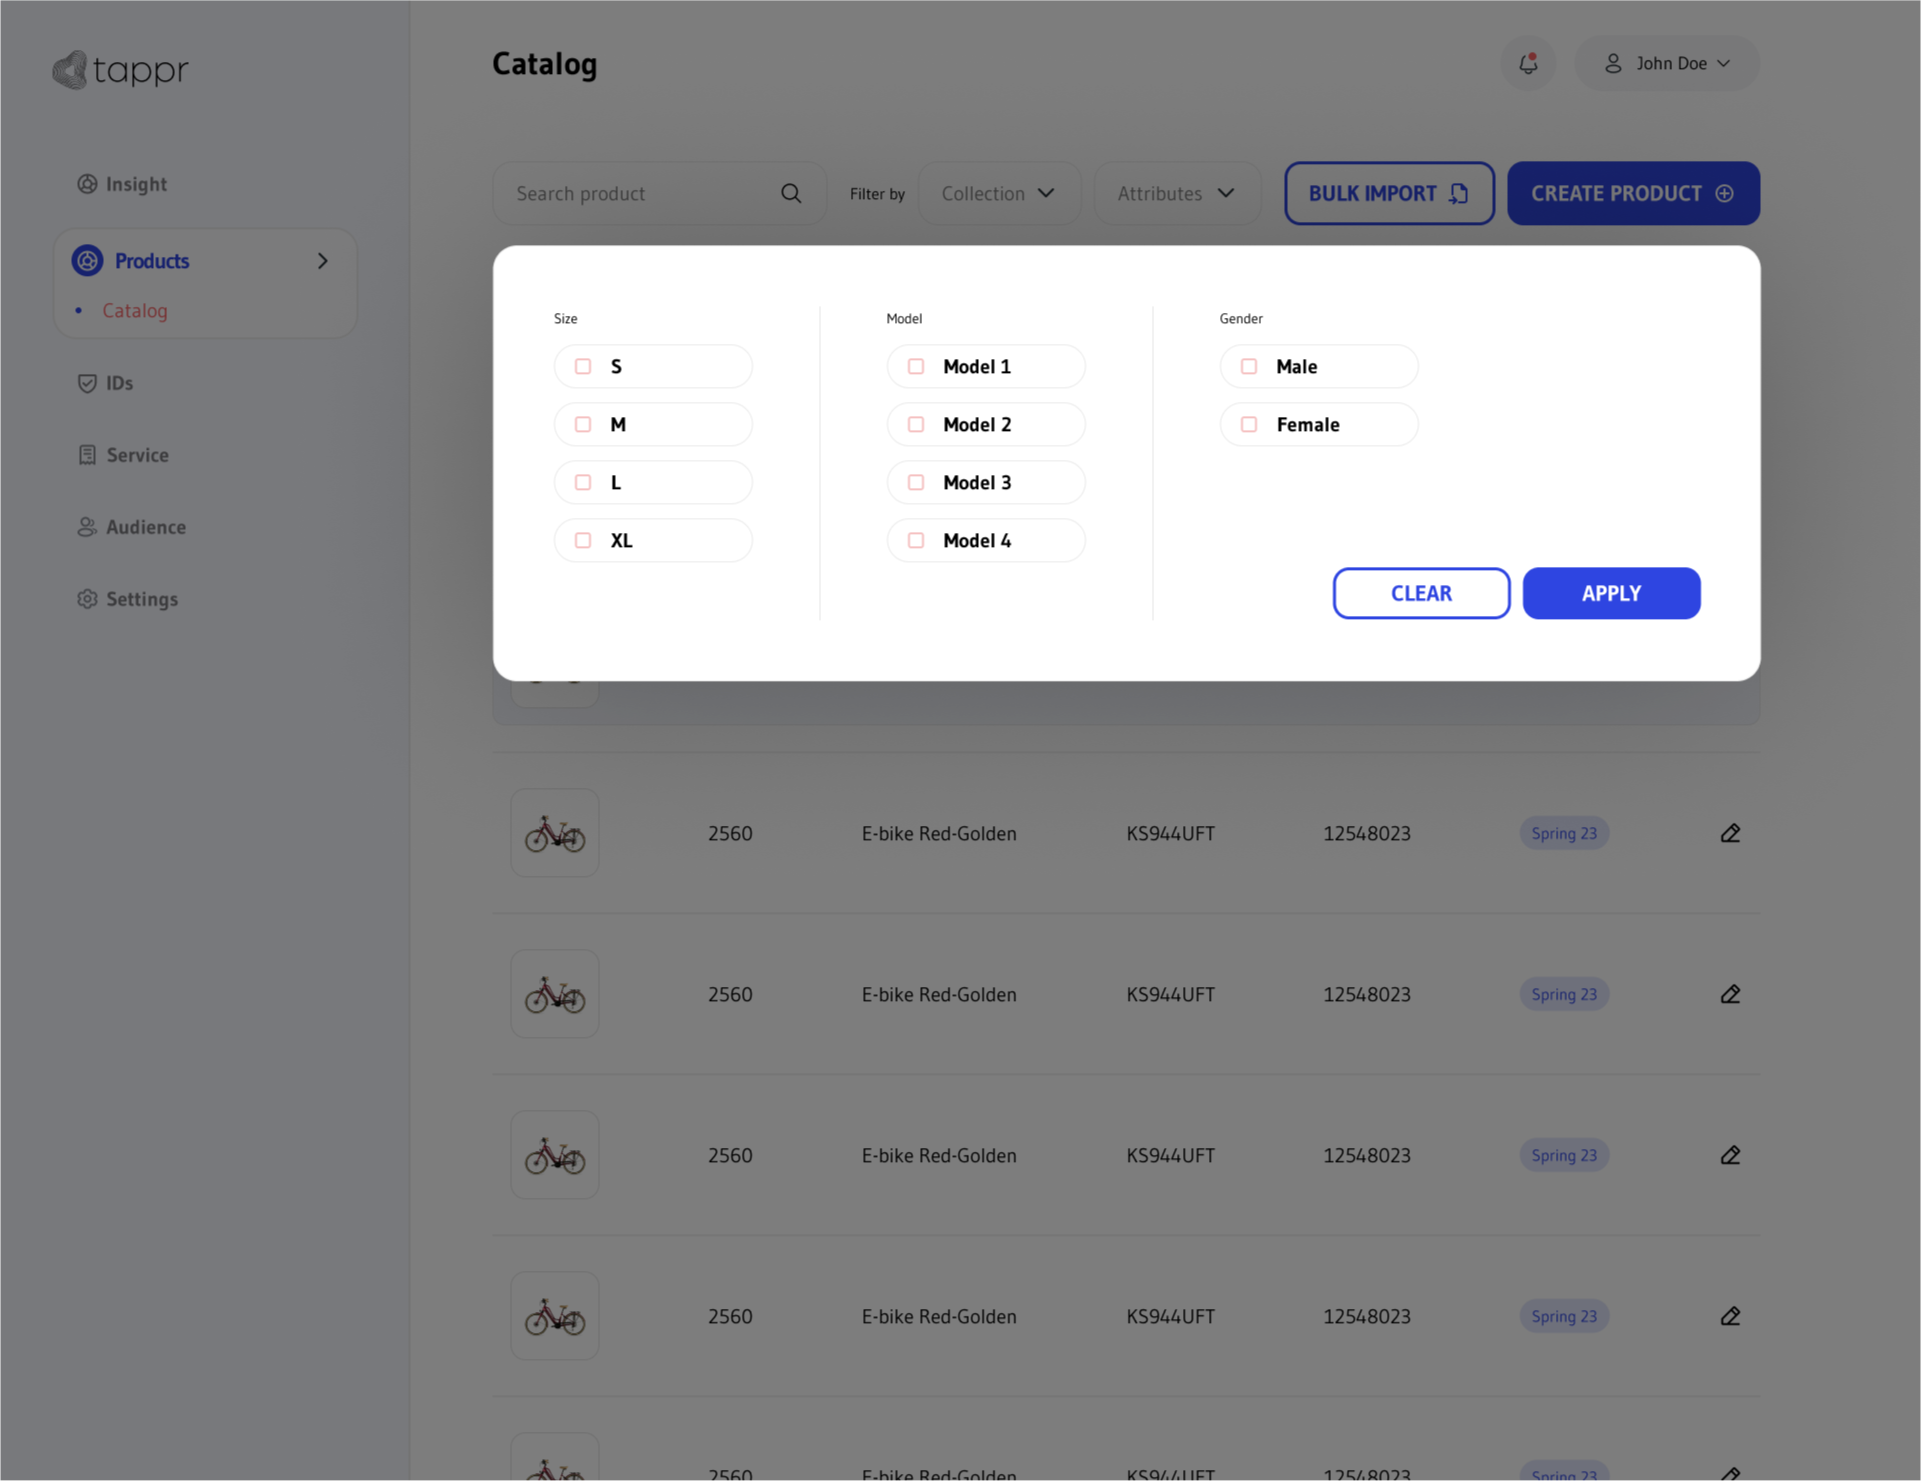 tappr
Catalog
John Doe
Insight
Products
Catalog
IDs
Service
Audience
Settings
Search product
Filter by
Collection
Attributes
BULK IMPORT
CREATE PRODUCT
Size
S
M
L
XL
Model
Model 1
Model 2
Model 3
Model 4
Gender
Male
Female
CLEAR
APPLY
2560 E-bike Red-Golden KS944UFT 12548023 Spring 23
2560 E-bike Red-Golden KS944UFT 12548023 Spring 23
2560 E-bike Red-Golden KS944UFT 12548023 Spring 23
2560 E-bike Red-Golden KS944UFT 12548023 Spring 23
2560 E-bike Red-Golden KS944UFT 12548023 Spring 23